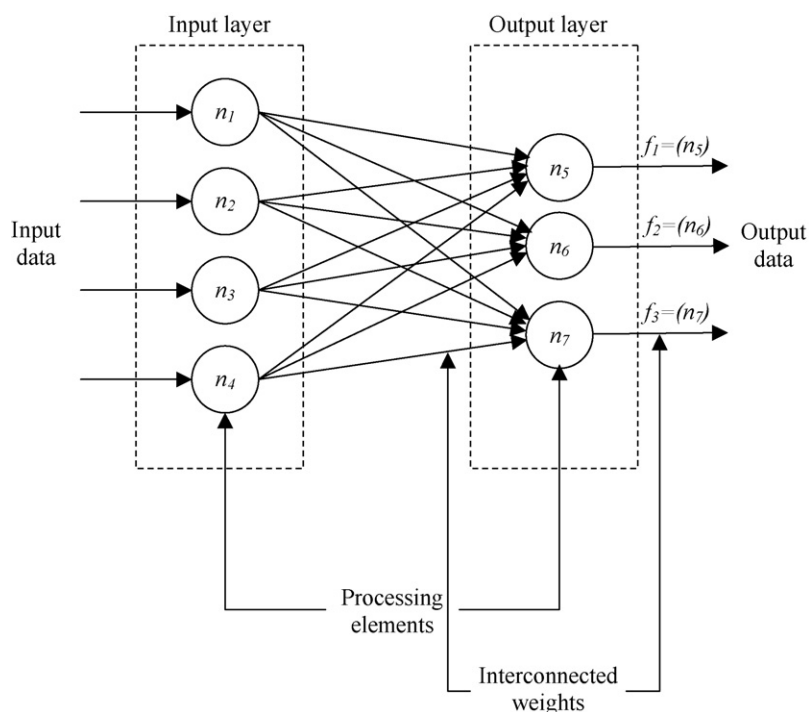 Input layer
Output layer
n1
n2
n3
n4
n5
n6
n7
f1=(n5)
f2=(n6)
f3=(n7)
Input
data
Output
data
Processing
elements
Interconnected
weights